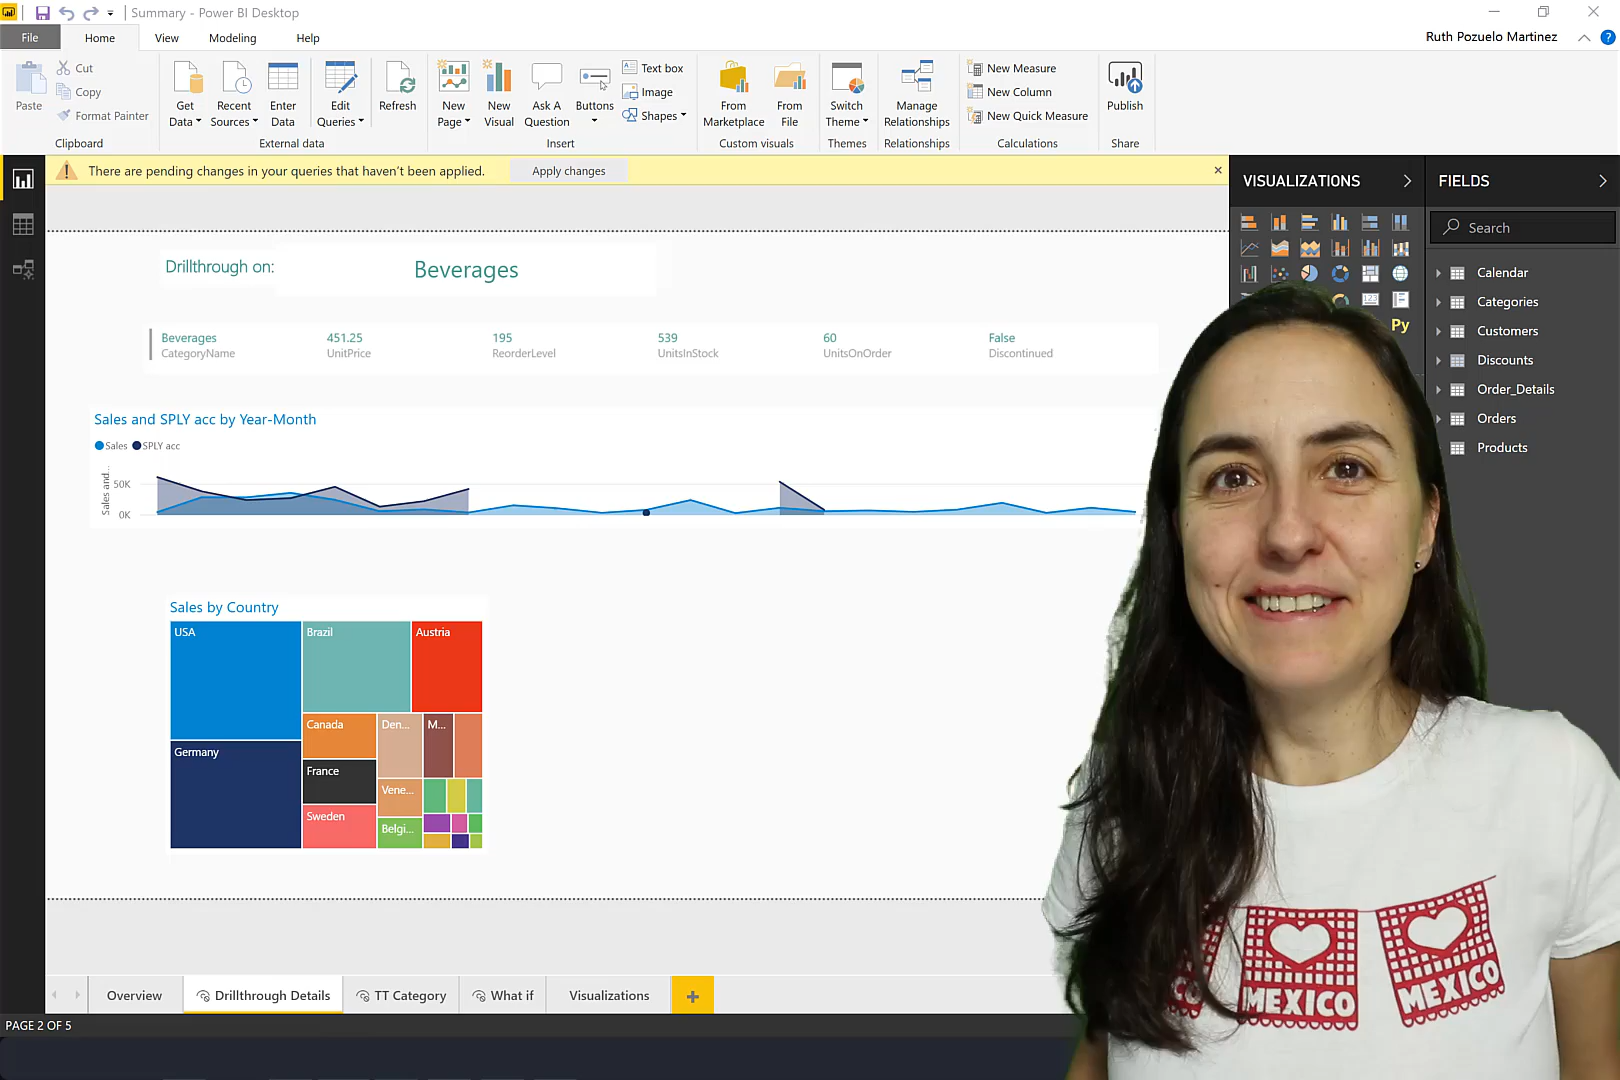 Summary - Power BI Desktop
File
Home
View
Modeling
Help
Ruth Pozuelo Martinez
?
Paste
Cut
Copy
Format Painter
Clipboard
Get Data
Recent Sources
Enter Data
Edit Queries
Refresh
External data
New Page
New Visual
Ask A Question
Buttons
Text box
Image
Shapes
Insert
From Marketplace
From File
Custom visuals
Switch Theme
Themes
Manage Relationships
Relationships
New Measure
New Column
New Quick Measure
Calculations
Publish
Share
There are pending changes in your queries that haven't been applied.
Apply changes
VISUALIZATIONS
FIELDS
Search
Py
Calendar
Categories
Customers
Discounts
Order_Details
Orders
Products
Drillthrough on:
Beverages
Beverages
CategoryName
451.25
UnitPrice
195
ReorderLevel
539
UnitsInStock
60
UnitsOnOrder
False
Discontinued
Sales and SPLY acc by Year-Month
Sales
SPLY acc
Sales and...
50K
0K
Sales by Country
USA
Brazil
Austria
Germany
Canada
Den...
M...
France
Vene...
Sweden
Belgi...
MEXICO
MEXICO
Overview
Drillthrough Details
TT Category
What if
Visualizations
PAGE 2 OF 5